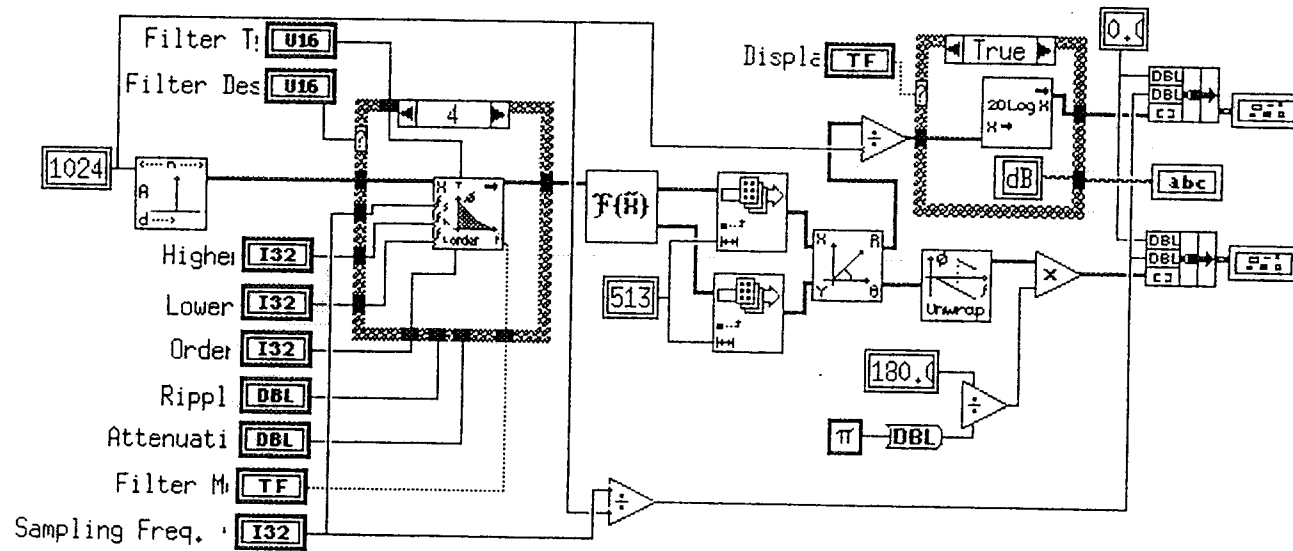 Filter T
U16
Filter Des
U16
1024
n
A
d
4
X
T
order
Higher
I32
Lower
I32
Order
I32
Rippl
DBL
Attenuati
DBL
Filter M
TF
Sampling Freq.
I32
F{X}
513
X
R
Y
θ
÷
Displa
TF
True
20Log X
X
dB
abc
0.0
DBL
DBL
DBL
DBL
Φ
Unwrap
×
180.0
÷
π
DBL
÷